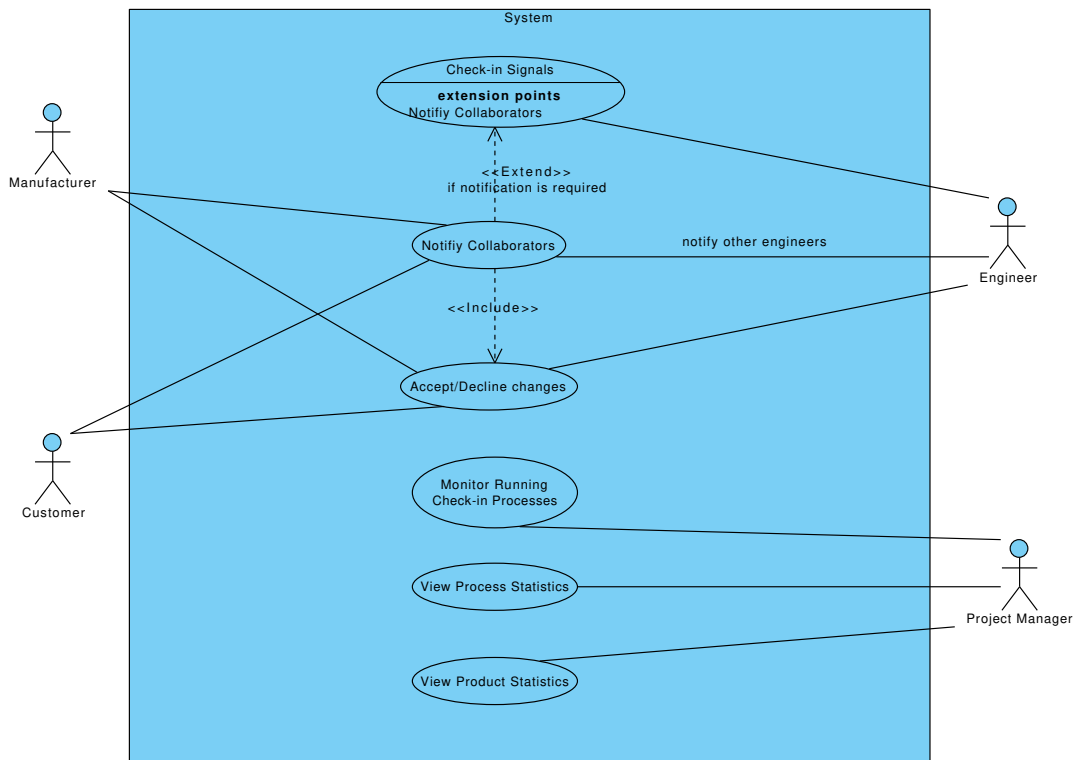 System
Check-in Signals
extension points
Notifiy Collaborators
Manufacturer
<<Extend>>
if notification is required
Notifiy Collaborators
notify other engineers
Engineer
<<Include>>
Accept/Decline changes
Customer
Monitor Running
Check-in Processes
View Process Statistics
Project Manager
View Product Statistics